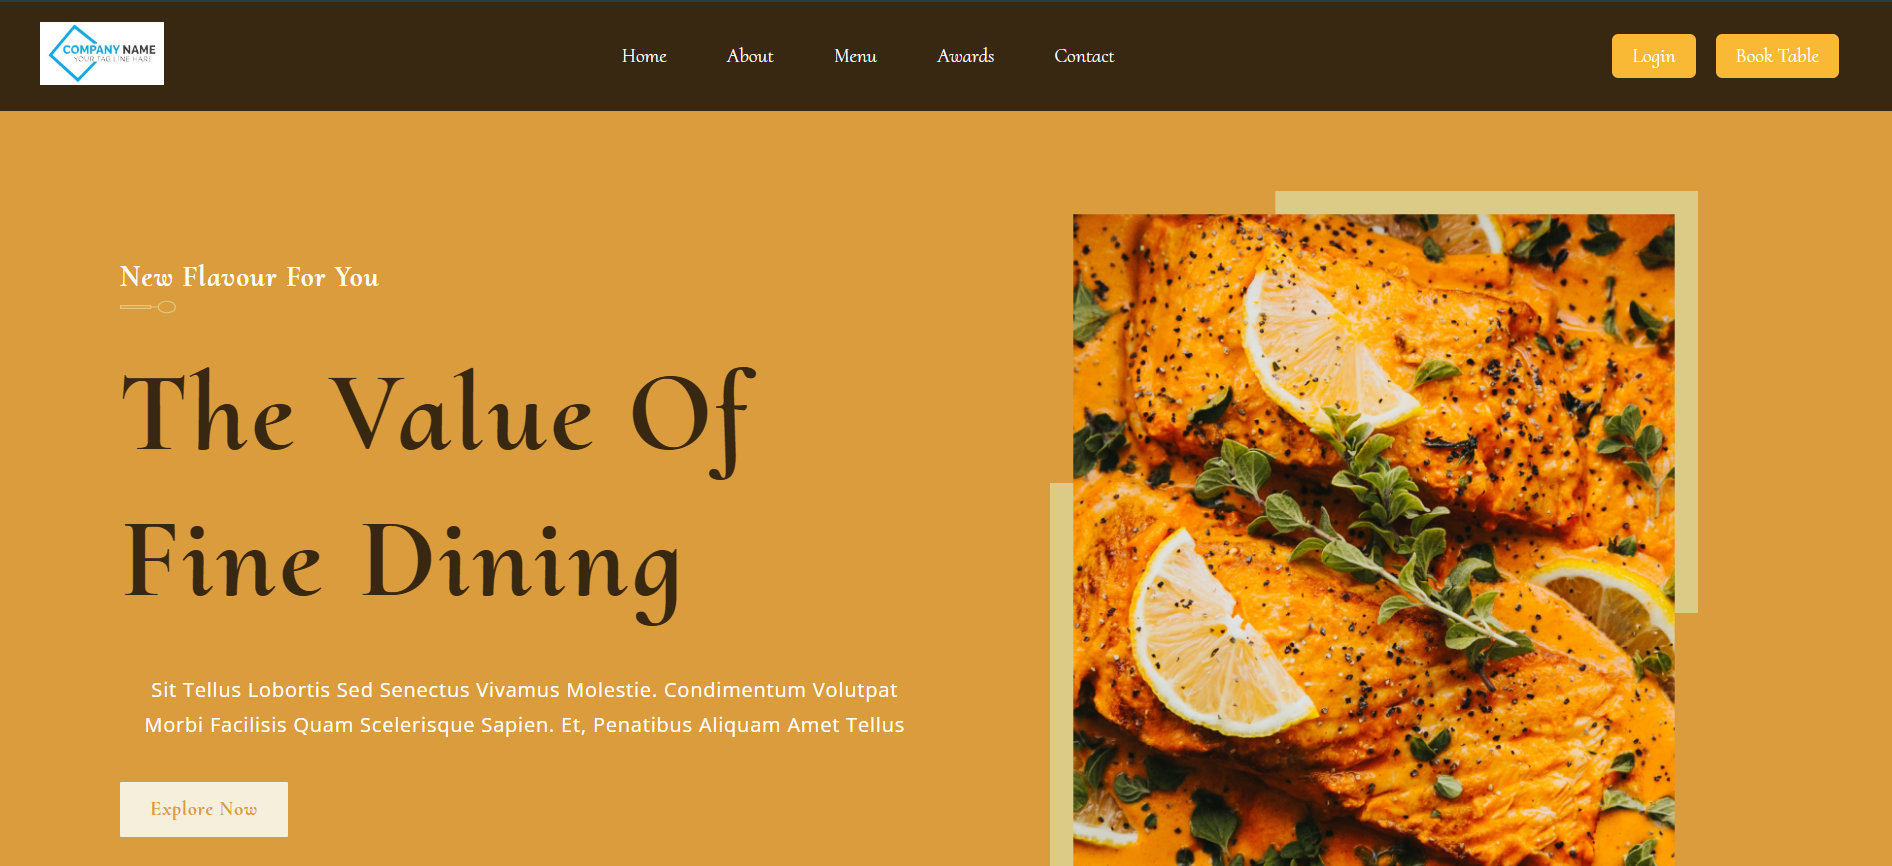 COMPANY NAME
YOUR TAG LINE HERE
Home
About
Menu
Awards
Contact
Login
Book Table
New Flavour For You
The Value Of
Fine Dining
Sit Tellus Lobortis Sed Senectus Vivamus Molestie. Condimentum Volutpat
Morbi Facilisis Quam Scelerisque Sapien. Et, Penatibus Aliquam Amet Tellus
Explore Now